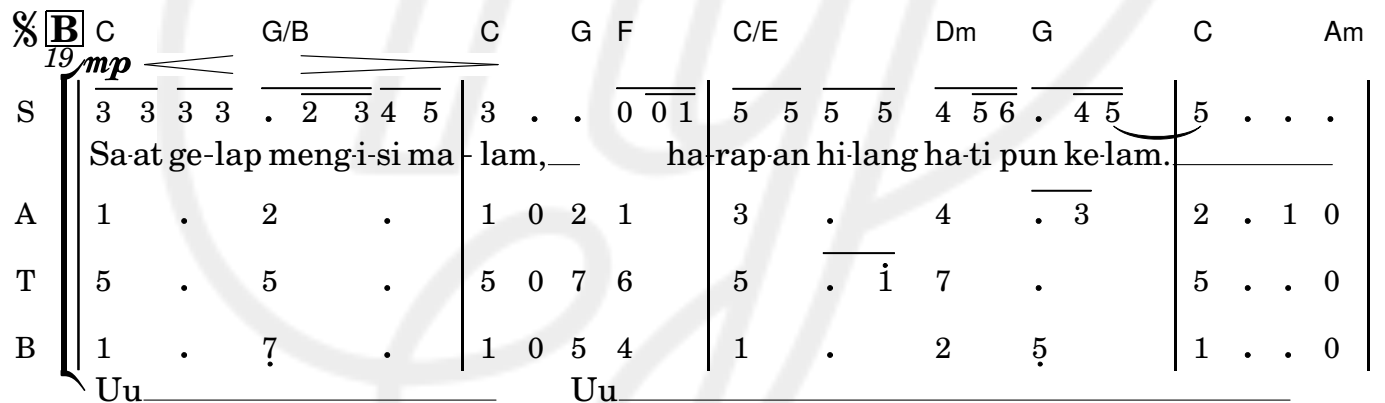 𝄋 B C G/B C G F C/E Dm G C Am
19 mp
S 3 3 3 3 . 2 3 4 5 3 . . 0 0 1 5 5 5 5 4 5 6 . 4 5 5 . . .
Sa-at ge-lap meng-i-si ma-lam, ha-rap-an hi-lang ha-ti pun ke-lam.
A 1 . 2 . 1 0 2 1 3 . 4 . 3 2 . 1 0
T 5 . 5 . 5 0 7 6 5 . 1̇ 7 . 5 . . 0
B 1 . 7̣ . 1 0 5 4 1 . 2 5̣ 1 . . 0
Uu Uu